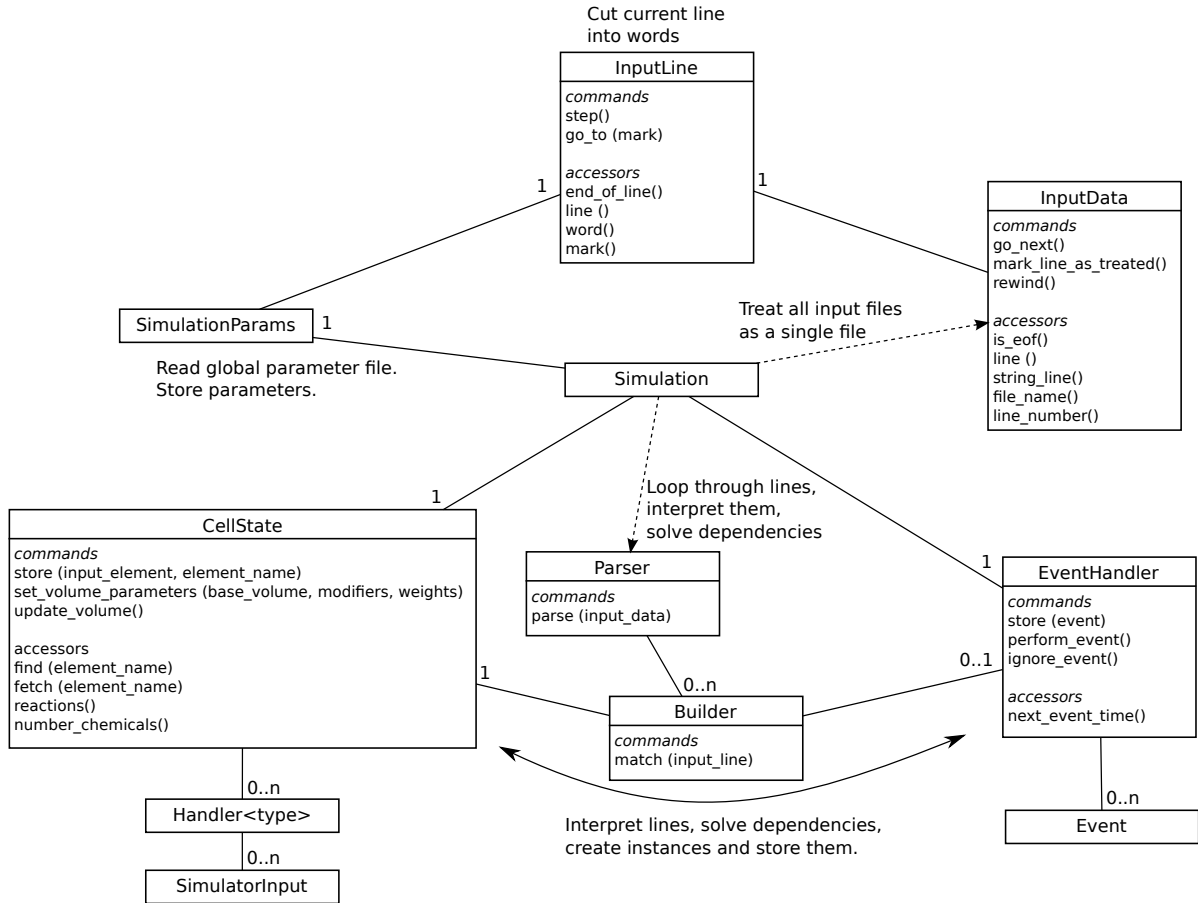 Cut current line
into words
InputLine
commands
step()
go_to (mark)
accessors
end_of_line()
line ()
word()
mark()
1
1
InputData
commands
go_next()
mark_line_as_treated()
rewind()
accessors
is_eof()
line ()
string_line()
file_name()
line_number()
SimulationParams
1
Read global parameter file.
Store parameters.
Treat all input files
as a single file
Simulation
1
Loop through lines,
interpret them,
solve dependencies
1
CellState
commands
store (input_element, element_name)
set_volume_parameters (base_volume, modifiers, weights)
update_volume()
accessors
find (element_name)
fetch (element_name)
reactions()
number_chemicals()
Parser
commands
parse (input_data)
EventHandler
commands
store (event)
perform_event()
ignore_event()
accessors
next_event_time()
1
0..n
0..1
Builder
commands
match (input_line)
0..n
Handler<type>
0..n
SimulatorInput
Interpret lines, solve dependencies,
create instances and store them.
0..n
Event